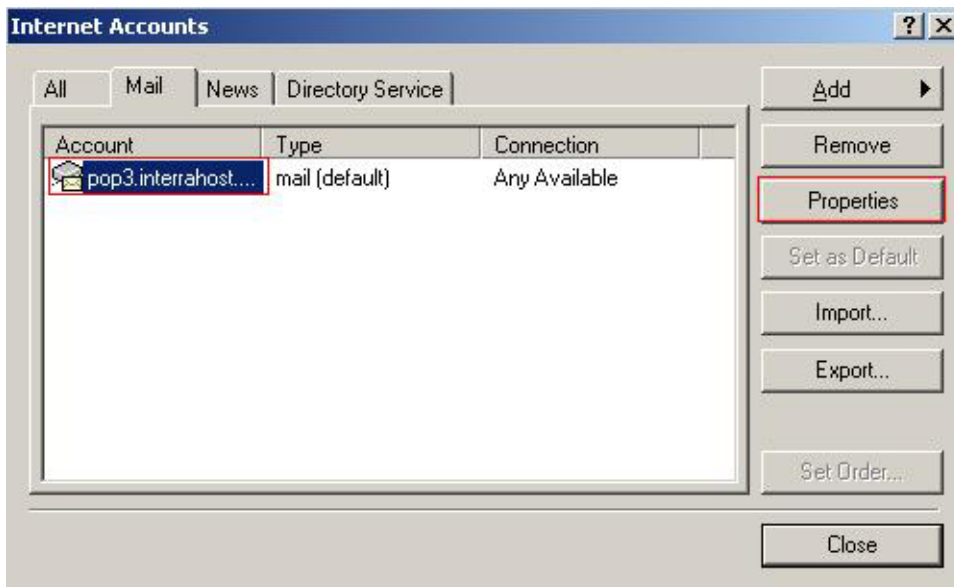 Internet Accounts
All Mail News Directory Service
Add
Account Type Connection
Remove
pop3.interrahost.... mail (default) Any Available
Properties
Set as Default
Import...
Export...
Set Order...
Close